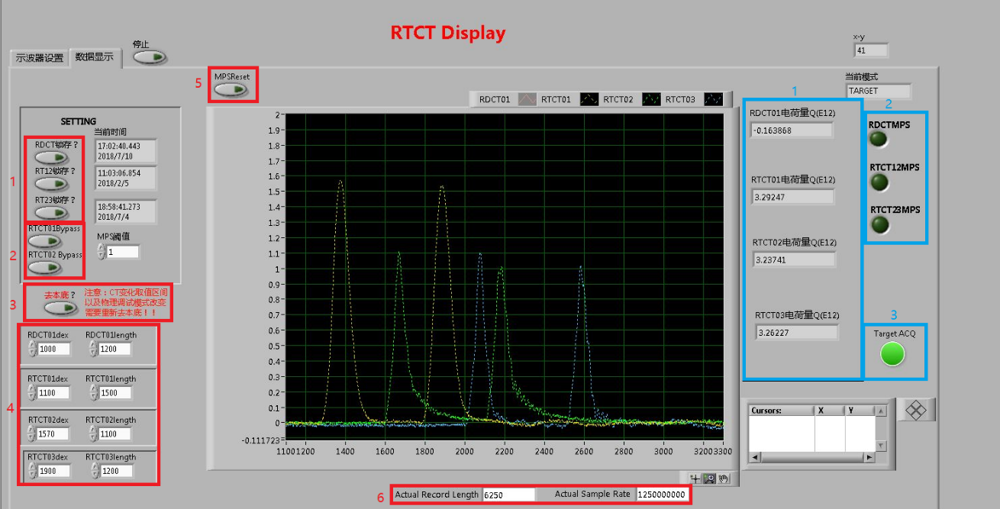 RTCT Display
x-y
41
停止
示波器设置
数据显示
5
MPSReset
当前模式
TARGET
RDCT01
RTCT01
RTCT02
RTCT03
SETTING
当前时间
1
RDCT锁存？
17:02:40.443
2018/7/10
RT12锁存？
11:03:06.854
2018/2/5
RT23锁存？
18:58:41.273
2018/7/4
2
RTCT01Bypass
RTCT02 Bypass
MPS阈值
1
3
去本底？
注意：CT变化取值区间
以及物理调试模式改变
需要重新去本底！！
4
RDCT01dex
RDCT01length
1000
1200
RTCT01dex
RTCT01length
1100
1500
RTCT02dex
RTCT02length
1570
1100
RTCT03dex
RTCT03length
1900
1200
2
1.9
1.8
1.7
1.6
1.5
1.4
1.3
1.2
1.1
1
0.9
0.8
0.7
0.6
0.5
0.4
0.3
0.2
0.1
0
-0.111723
1100 1200 1400 1600 1800 2000 2200 2400 2600 2800 3000 3200 3300
6
Actual Record Length
6250
Actual Sample Rate
1250000000
1
RDCT01电荷量Q(E12)
-0.163868
RTCT01电荷量Q(E12)
3.29247
RTCT02电荷量Q(E12)
3.23741
RTCT03电荷量Q(E12)
3.26227
2
RDCTMPS
RTCT12MPS
RTCT23MPS
3
Target ACQ
Cursors:
X
Y